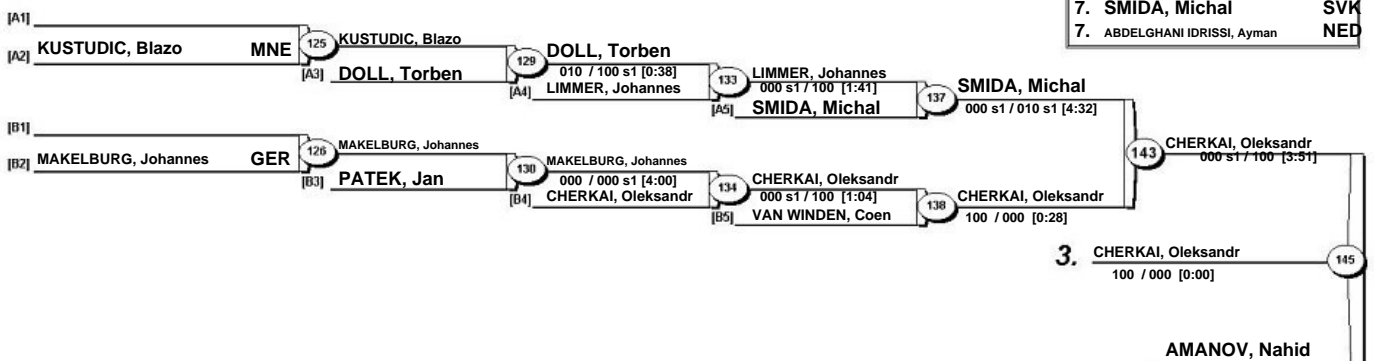 7. SMIDA, Michal SVK
7. ABDELGHANI IDRISSI, Ayman NED
[A1]
[A2] KUSTUDIC, Blazo MNE
125
KUSTUDIC, Blazo
[A3] DOLL, Torben
129
DOLL, Torben
010 / 100 s1 [0:38]
[A4] LIMMER, Johannes
133
LIMMER, Johannes
000 s1 / 100 [1:41]
[A5] SMIDA, Michal
137
SMIDA, Michal
000 s1 / 010 s1 [4:32]
[B1]
[B2] MAKELBURG, Johannes GER
126
MAKELBURG, Johannes
[B3] PATEK, Jan
130
MAKELBURG, Johannes
000 / 000 s1 [4:00]
[B4] CHERKAI, Oleksandr
134
CHERKAI, Oleksandr
000 s1 / 100 [1:04]
[B5] VAN WINDEN, Coen
138
CHERKAI, Oleksandr
100 / 000 [0:28]
143
CHERKAI, Oleksandr
000 s1 / 100 [3:51]
3. CHERKAI, Oleksandr
100 / 000 [0:00]
145
AMANOV, Nahid